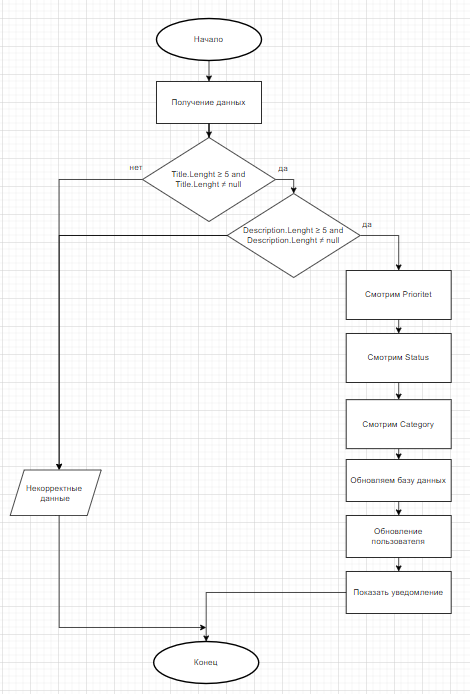 Начало
Получение данных
нет
Title.Lenght ≥ 5 and
Title.Lenght ≠ null
да
Description.Lenght ≥ 5 and
Description.Lenght ≠ null
да
Смотрим Prioritet
Смотрим Status
Смотрим Category
Обновляем базу данных
Некорректные
данные
Обновление
пользователя
Показать уведомление
Конец